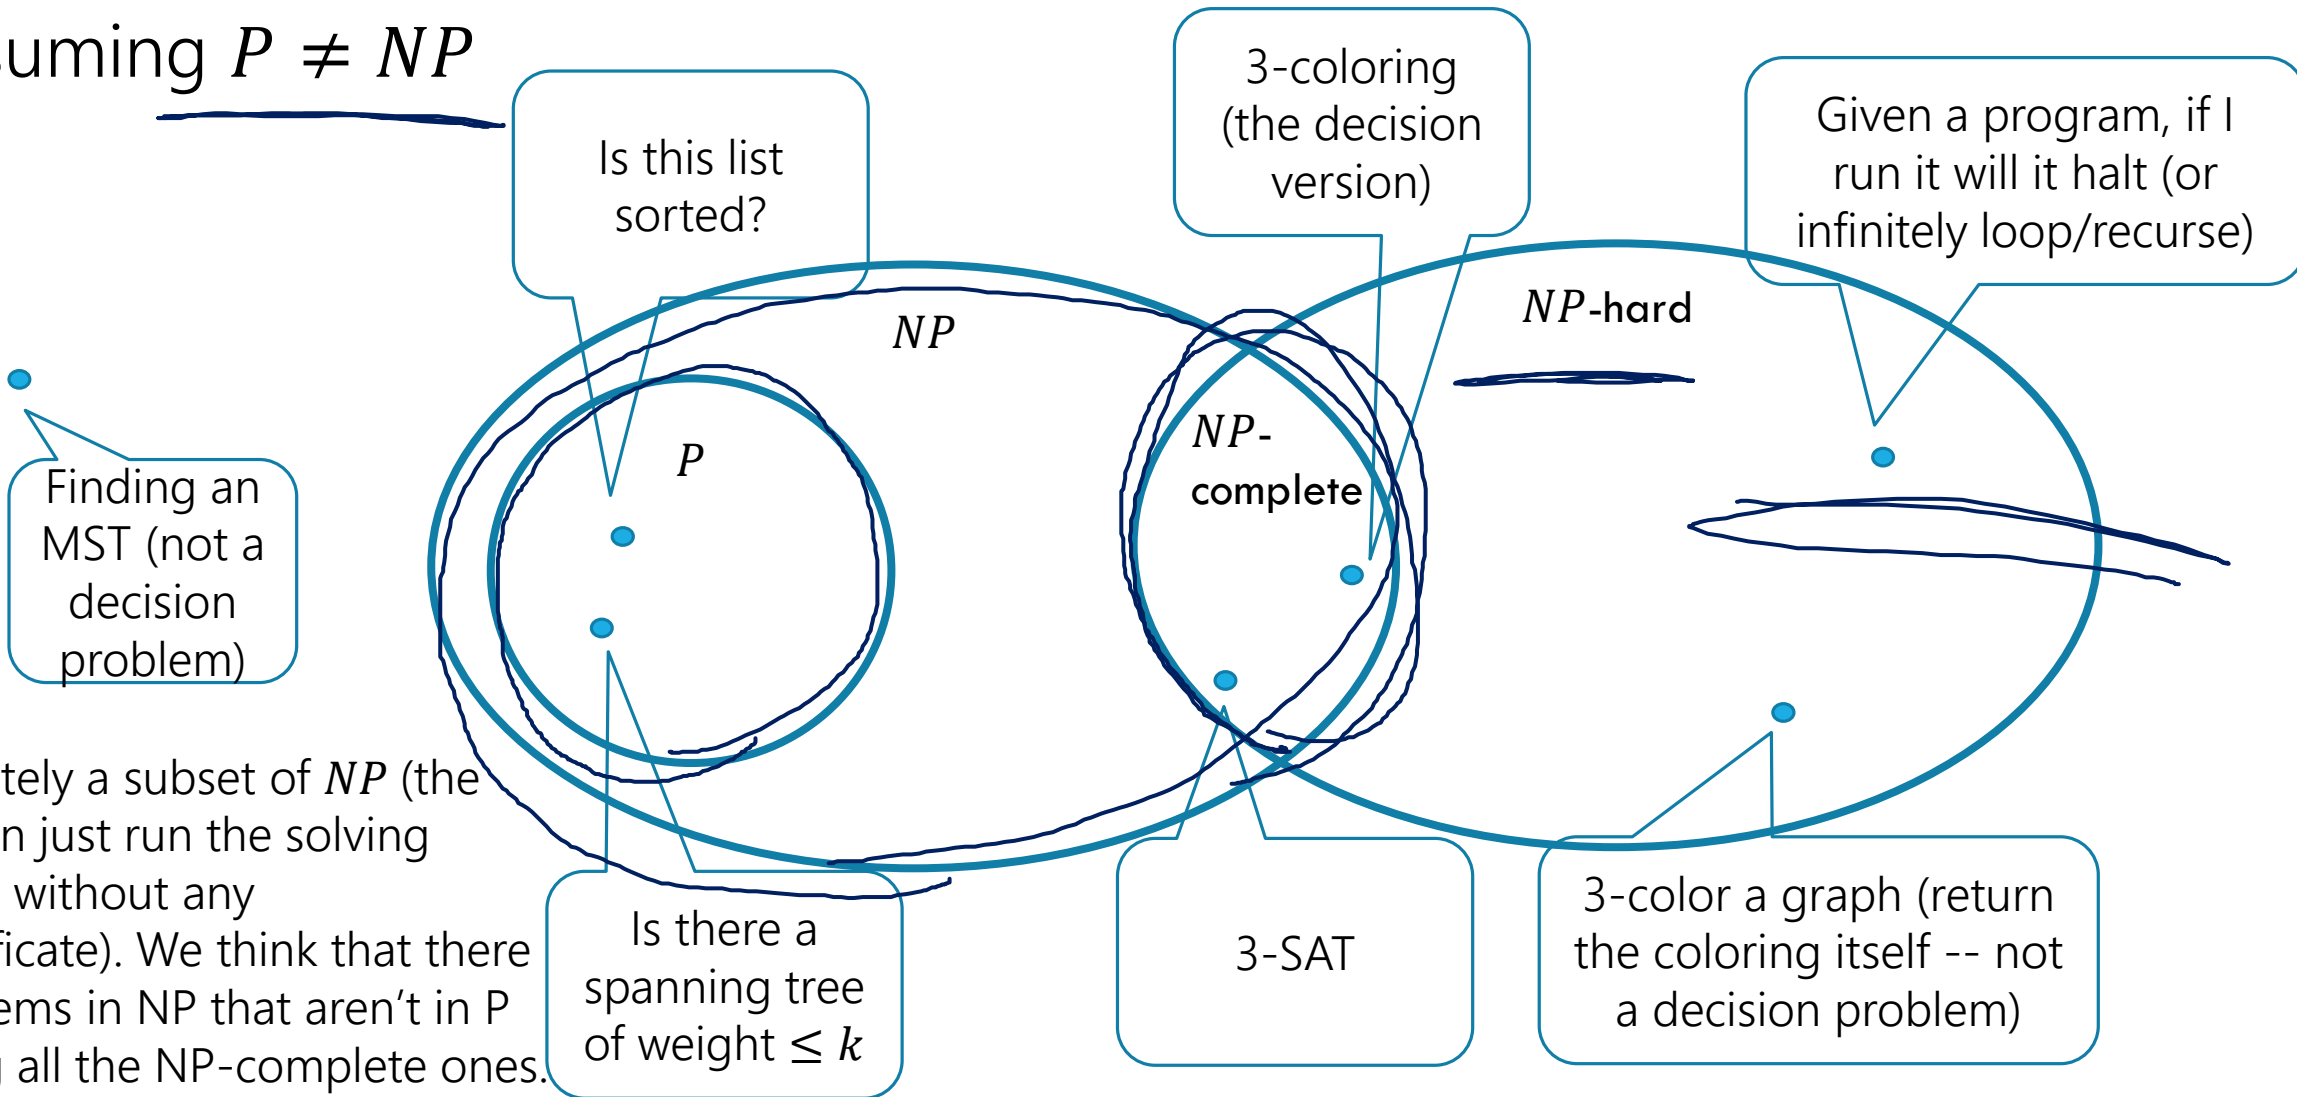 suming P ≠ NP
Is this list
sorted?
3-coloring
(the decision
version)
Given a program, if I
run it will it halt (or
infinitely loop/recurse)
NP
NP-hard
P
NP-
complete
Finding an
MST (not a
decision
problem)
tely a subset of NP (the
n just run the solving
without any
ficate). We think that there
ems in NP that aren't in P
g all the NP-complete ones.
Is there a
spanning tree
of weight ≤ k
3-SAT
3-color a graph (return
the coloring itself -- not
a decision problem)